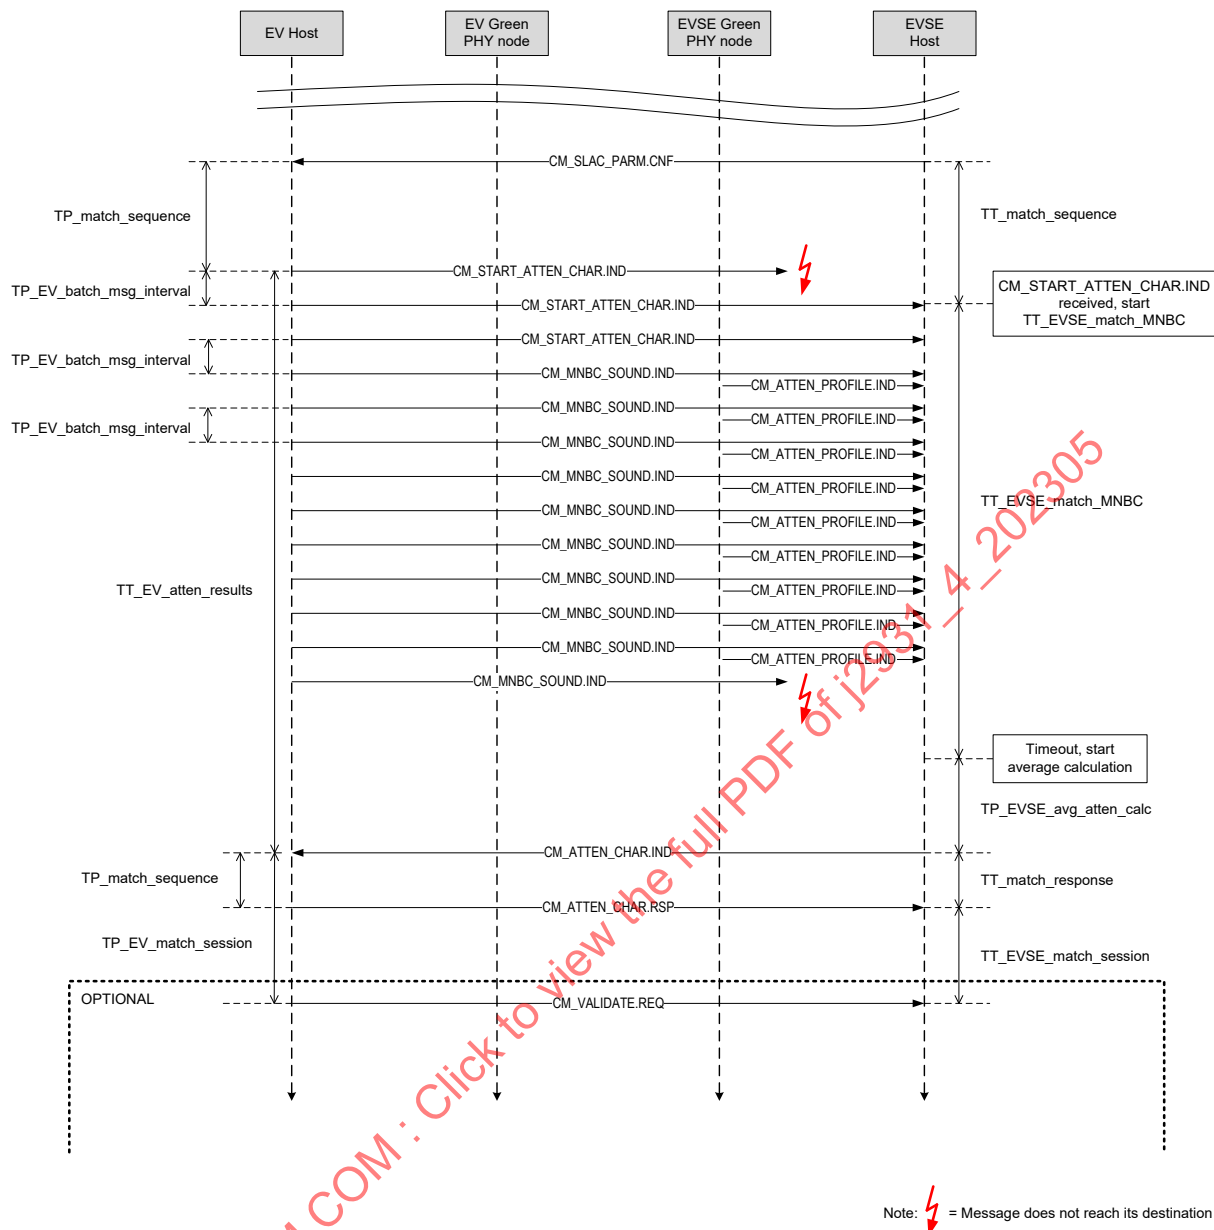 EV Host
EV Green
PHY node
EVSE Green
PHY node
EVSE
Host
CM_SLAC_PARM.CNF
TP_match_sequence
TT_match_sequence
CM_START_ATTEN_CHAR.IND
TP_EV_batch_msg_interval
CM_START_ATTEN_CHAR.IND
received, start
TT_EVSE_match_MNBC
CM_START_ATTEN_CHAR.IND
CM_START_ATTEN_CHAR.IND
TP_EV_batch_msg_interval
CM_MNBC_SOUND.IND
CM_ATTEN_PROFILE.IND
CM_MNBC_SOUND.IND
CM_ATTEN_PROFILE.IND
TP_EV_batch_msg_interval
CM_MNBC_SOUND.IND
CM_ATTEN_PROFILE.IND
CM_MNBC_SOUND.IND
CM_ATTEN_PROFILE.IND
TT_EVSE_match_MNBC
CM_MNBC_SOUND.IND
CM_ATTEN_PROFILE.IND
CM_MNBC_SOUND.IND
CM_ATTEN_PROFILE.IND
CM_MNBC_SOUND.IND
CM_ATTEN_PROFILE.IND
TT_EV_atten_results
CM_MNBC_SOUND.IND
CM_ATTEN_PROFILE.IND
CM_MNBC_SOUND.IND
CM_ATTEN_PROFILE.IND
CM_MNBC_SOUND.IND
Timeout, start
average calculation
TP_EVSE_avg_atten_calc
CM_ATTEN_CHAR.IND
TP_match_sequence
TT_match_response
CM_ATTEN_CHAR.RSP
TP_EV_match_session
TT_EVSE_match_session
OPTIONAL
CM_VALIDATE.REQ
Note: = Message does not reach its destination
COM : Click to view the full PDF of j2931_4_202305